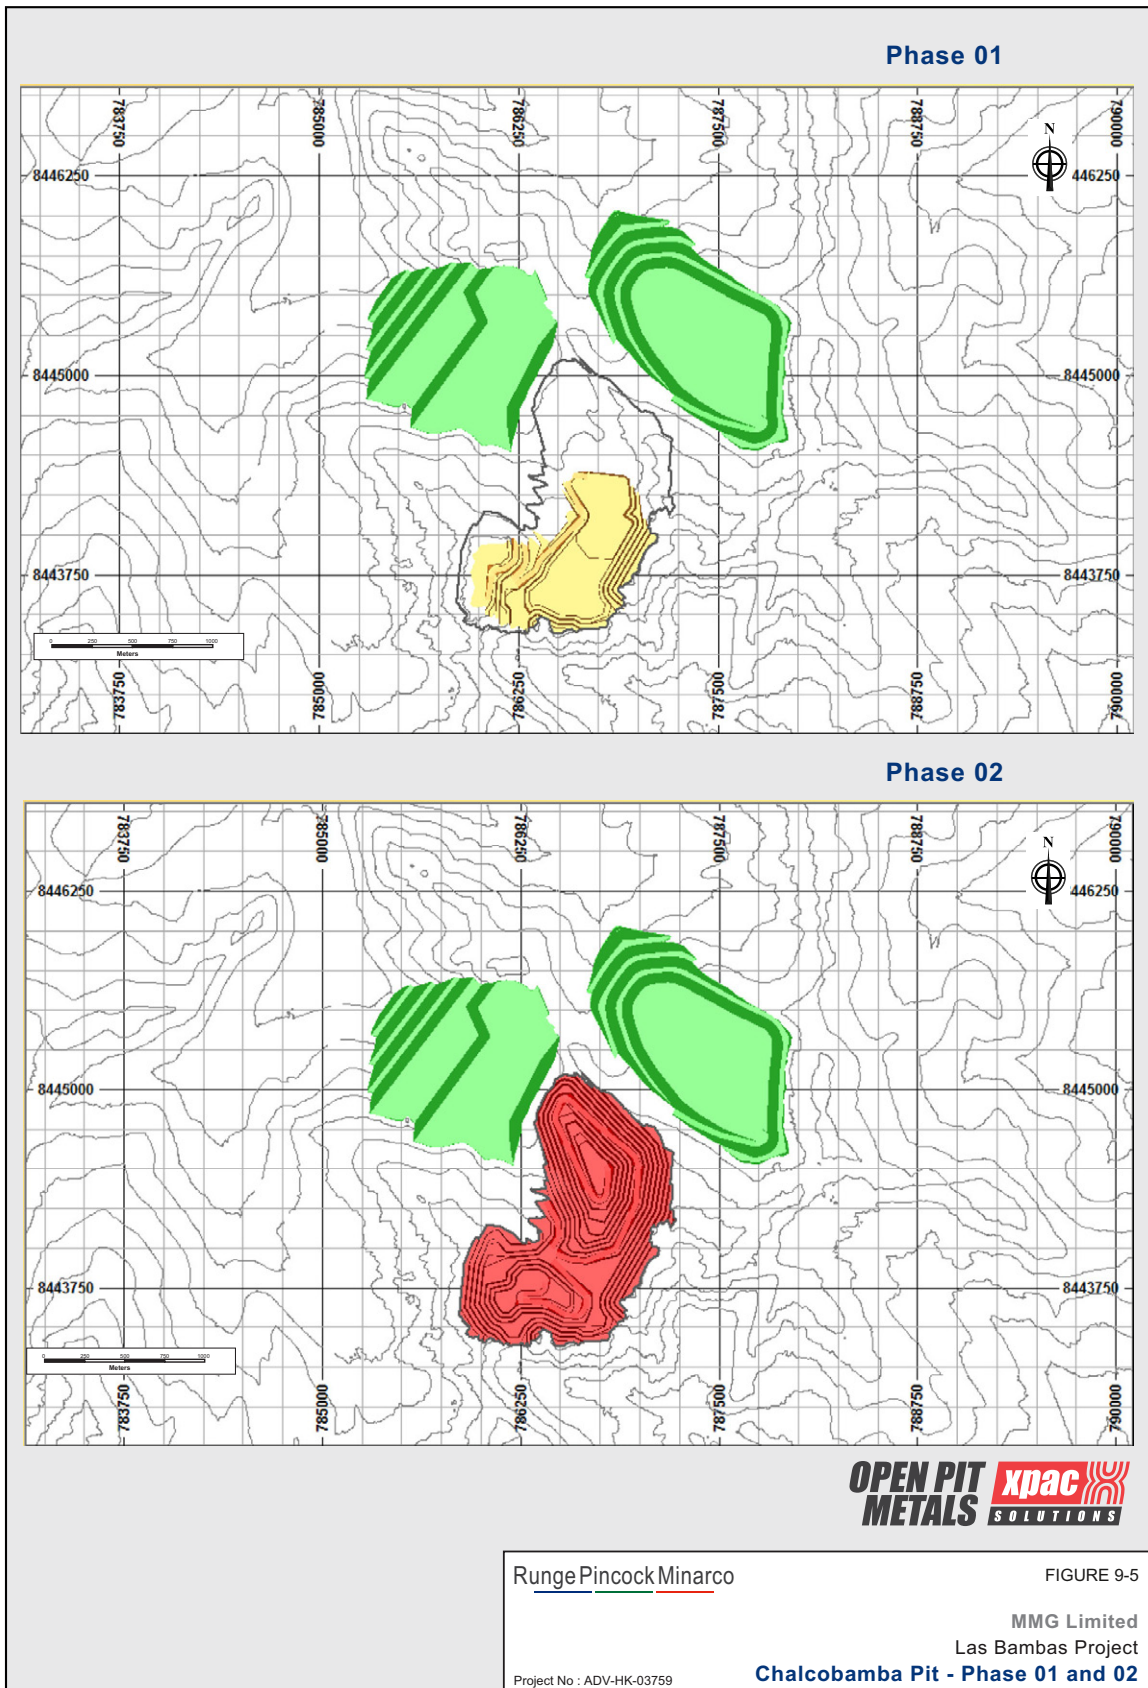 Phase 01
783750
785000
786250
787500
788750
790000
N
8446250
446250
8445000
8445000
8443750
8443750
0 250 500 750 1000
Meters
783750
785000
786250
787500
788750
790000
Phase 02
783750
785000
786250
787500
788750
790000
N
8446250
446250
8445000
8445000
8443750
8443750
0 250 500 750 1000
Meters
783750
785000
786250
787500
788750
790000
OPEN PIT
METALS
xpac
SOLUTIONS
RungePincockMinarco
FIGURE 9-5
MMG Limited
Las Bambas Project
Project No : ADV-HK-03759
Chalcobamba Pit - Phase 01 and 02